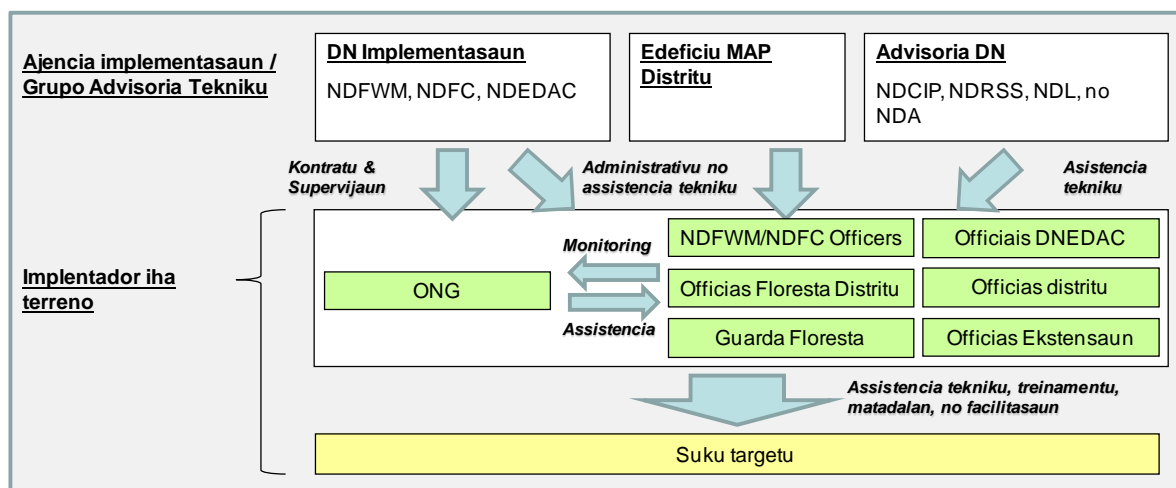 Ajencia implementasaun /
Grupo Advisoria Tekniku
DN Implementasaun
NDFWM, NDFC, NDEDAC
Edeficiu MAP
Distritu
Advisoria DN
NDCIP, NDRSS, NDL, no
NDA
Kontratu &
Supervijaun
Administrativu no
assistencia tekniku
Asistencia
tekniku
Implentador iha
terreno
ONG
Monitoring
Assistencia
NDFWM/NDFC Officers
Officias Floresta Distritu
Guarda Floresta
Officiais DNEDAC
Officias distritu
Officias Ekstensaun
Assistencia tekniku, treinamentu,
matadalan, no facilitasaun
Suku targetu